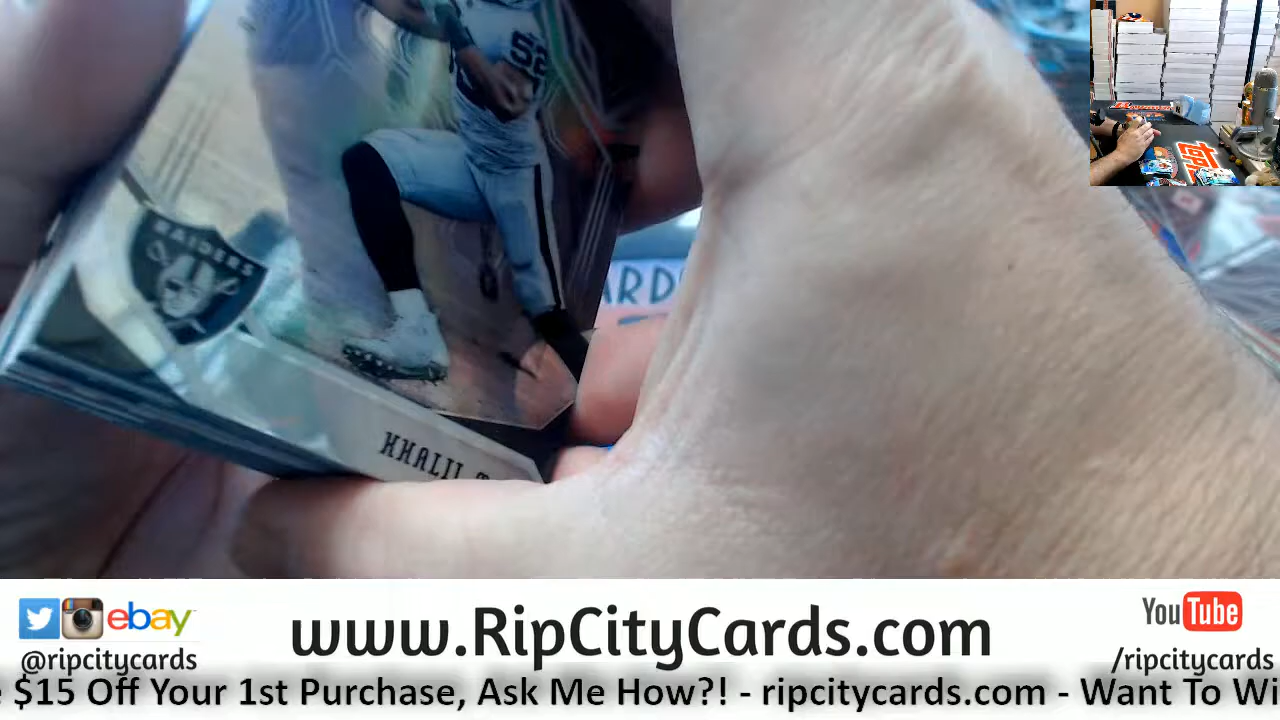 52
RAIDERS
KHALIL
ARD
ebay
@ripcitycards
www.RipCityCards.com
YouTube
/ripcitycards
$15 Off Your 1st Purchase, Ask Me How?! - ripcitycards.com - Want To